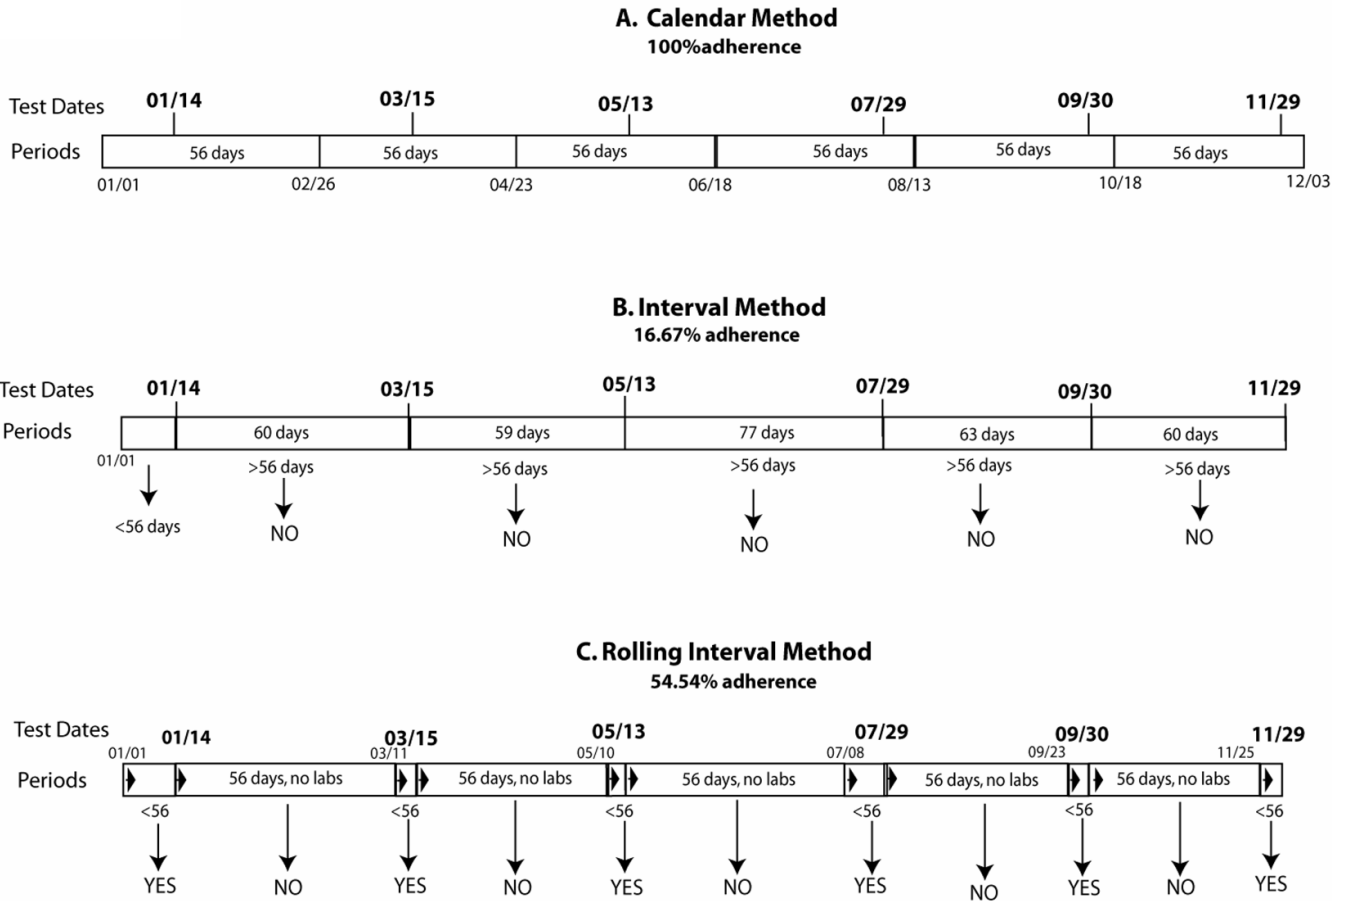 A. Calendar Method
100%adherence
Test Dates 01/14 03/15 05/13 07/29 09/30 11/29
Periods 56 days 56 days 56 days 56 days 56 days 56 days
01/01 02/26 04/23 06/18 08/13 10/18 12/03
B. Interval Method
16.67% adherence
Test Dates 01/14 03/15 05/13 07/29 09/30 11/29
Periods 60 days 59 days 77 days 63 days 60 days
01/01 >56 days >56 days >56 days >56 days >56 days
<56 days NO NO NO NO NO
C. Rolling Interval Method
54.54% adherence
Test Dates 01/14 03/15 05/13 07/29 09/30 11/29
01/01 03/11 05/10 07/08 09/23 11/25
Periods 56 days, no labs 56 days, no labs 56 days, no labs 56 days, no labs 56 days, no labs
<56 <56 <56 <56 <56 <56
YES NO YES NO YES NO YES NO YES NO YES